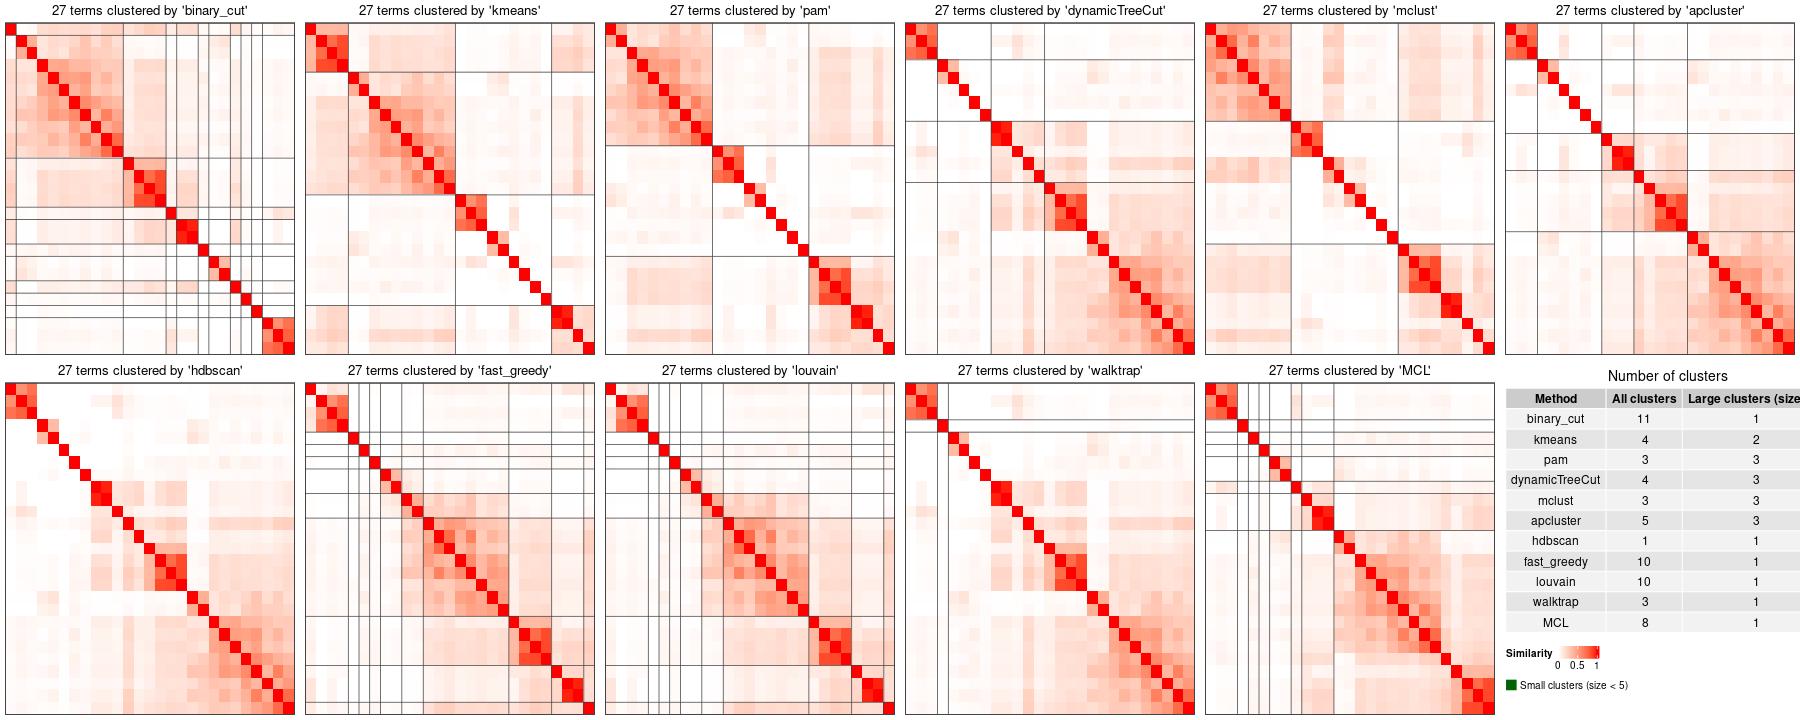 27 terms clustered by 'binary_cut'
27 terms clustered by 'kmeans'
27 terms clustered by 'pam'
27 terms clustered by 'dynamicTreeCut'
27 terms clustered by 'mclust'
27 terms clustered by 'apcluster'
27 terms clustered by 'hdbscan'
27 terms clustered by 'fast_greedy'
27 terms clustered by 'louvain'
27 terms clustered by 'walktrap'
27 terms clustered by 'MCL'
Number of clusters
Method All clusters Large clusters (size
binary_cut 11 1
kmeans 4 2
pam 3 3
dynamicTreeCut 4 3
mclust 3 3
apcluster 5 3
hdbscan 1 1
fast_greedy 10 1
louvain 10 1
walktrap 3 1
MCL 8 1
Similarity
0 0.5 1
Small clusters (size < 5)